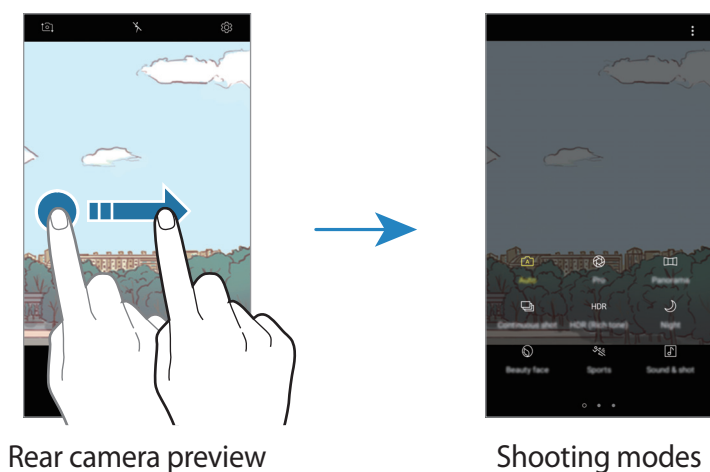 Auto Pro Panorama
HDR
Continuous shot HDR (Rich tone) Night
Beauty face Sports Sound & shot
Rear camera preview Shooting modes